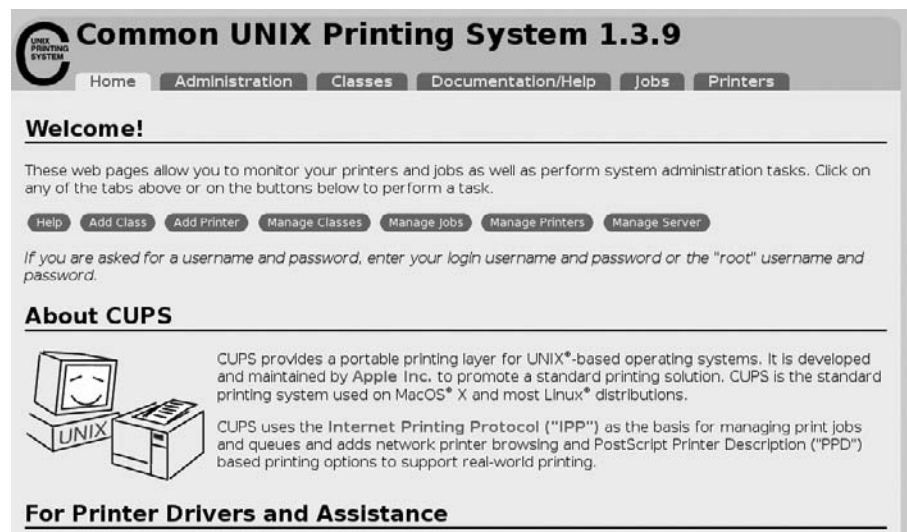 UNIX
PRINTING
SYSTEM
Common UNIX Printing System 1.3.9
Home Administration Classes Documentation/Help Jobs Printers
Welcome!
These web pages allow you to monitor your printers and jobs as well as perform system administration tasks. Click on
any of the tabs above or on the buttons below to perform a task.
Help Add Class Add Printer Manage Classes Manage Jobs Manage Printers Manage Server
If you are asked for a username and password, enter your login username and password or the "root" username and
password.
About CUPS
CUPS provides a portable printing layer for UNIX®-based operating systems. It is developed
and maintained by Apple Inc. to promote a standard printing solution. CUPS is the standard
printing system used on MacOS® X and most Linux® distributions.
UNIX
CUPS uses the Internet Printing Protocol ("IPP") as the basis for managing print jobs
and queues and adds network printer browsing and PostScript Printer Description ("PPD")
based printing options to support real-world printing.
For Printer Drivers and Assistance